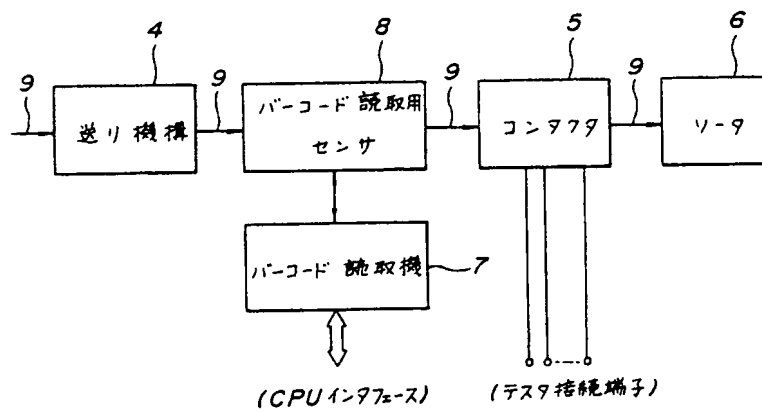 4
8
5
6
9
9
9
9
送り機構
バーコード読取用
センサ
コンタクタ
ソータ
バーコード読取機
7
(CPUインタフェース)
(テスタ接続端子)